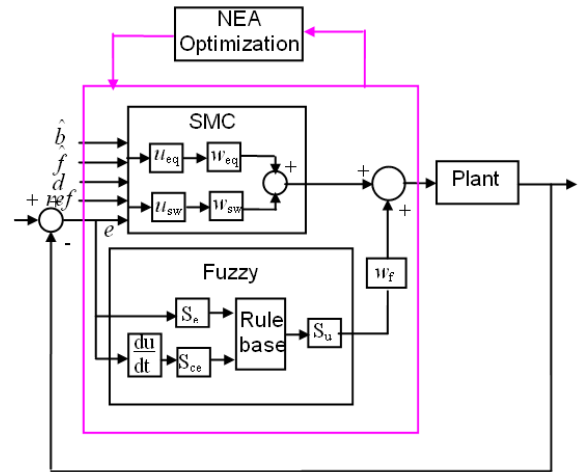 NEA
Optimization
SMC
b̂
f̂
d
ref
e
+
-
u_eq
w_eq
u_sw
w_sw
+
+
+
+
Plant
Fuzzy
w_f
S_e
du
dt
S_ce
Rule
base
S_u